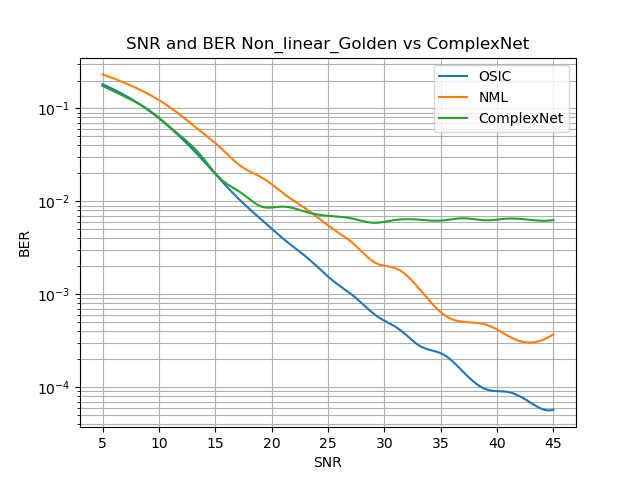 SNR and BER Non_linear_Golden vs ComplexNet
OSIC
NML
ComplexNet
BER
10⁻¹
10⁻²
10⁻³
10⁻⁴
5 10 15 20 25 30 35 40 45
SNR